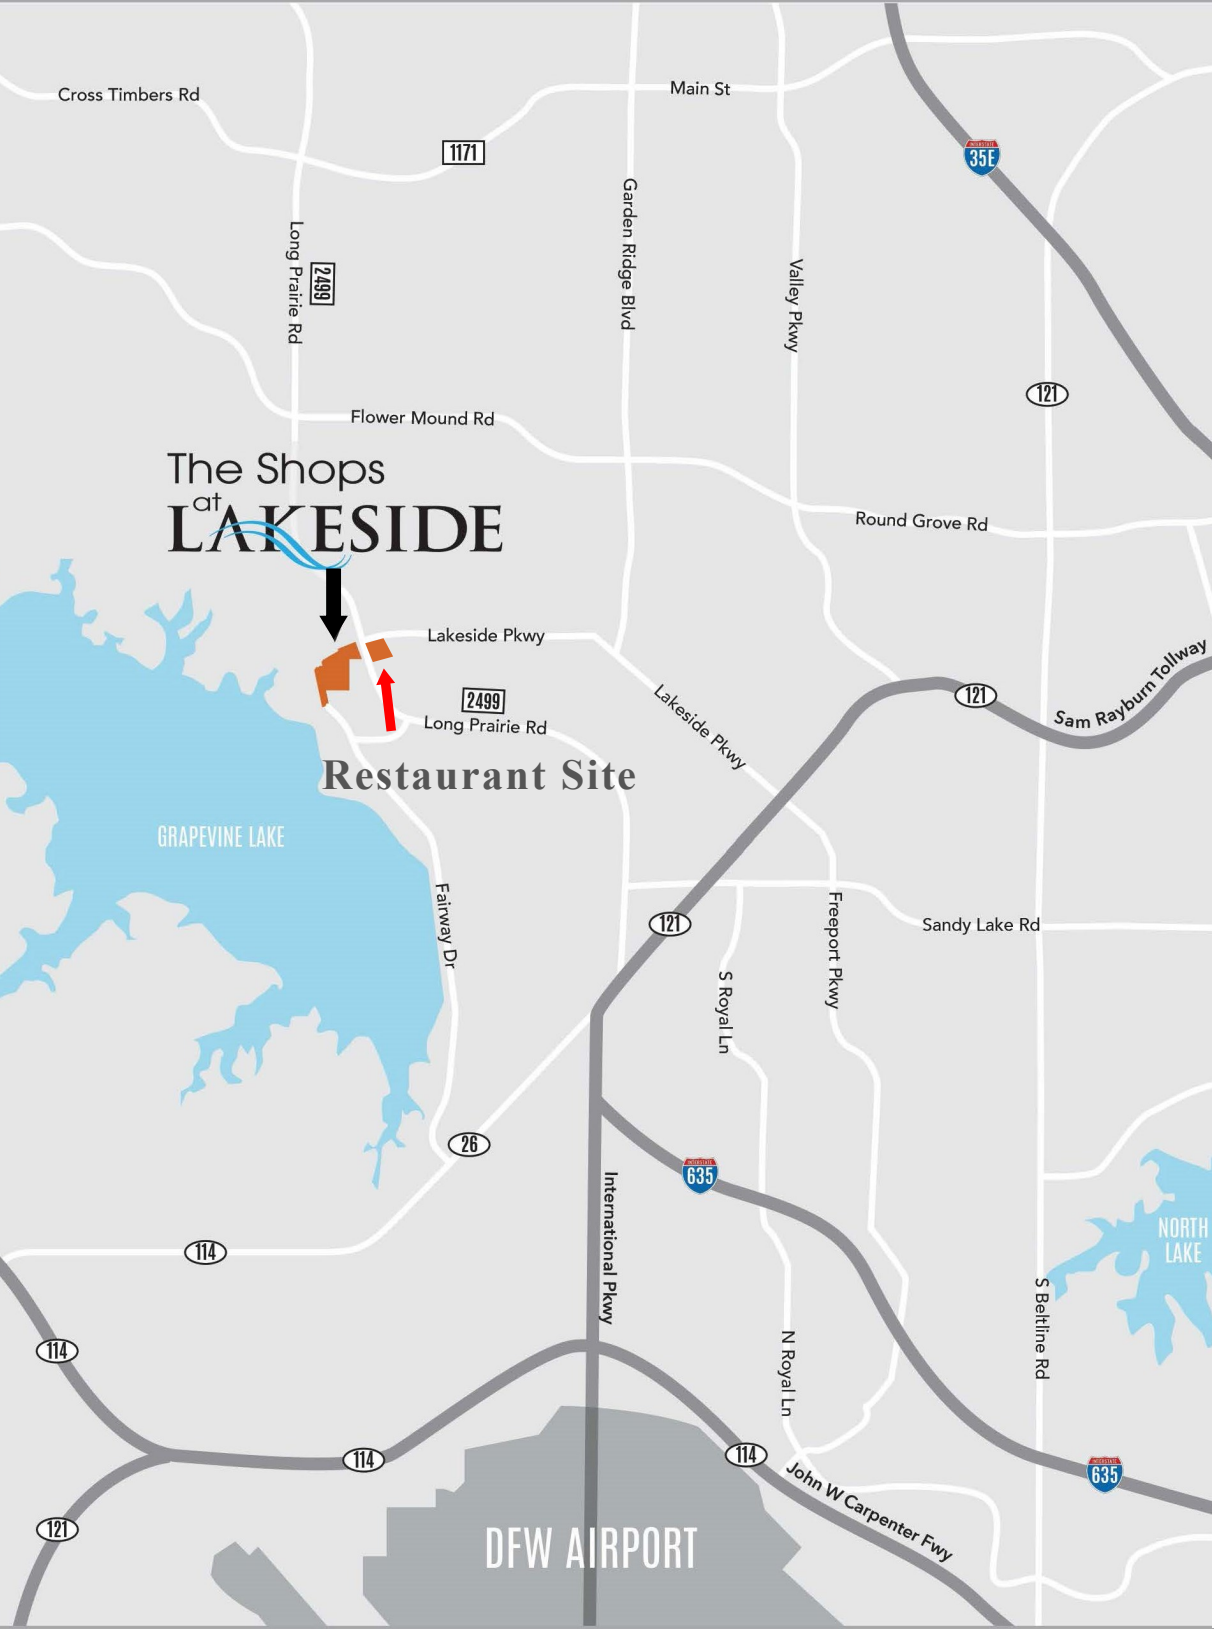 Cross Timbers Rd
Main St
1171
INTERSTATE
35E
Garden Ridge Blvd
Long Prairie Rd
2499
Valley Pkwy
121
Flower Mound Rd
The Shops
at
LAKESIDE
Round Grove Rd
Lakeside Pkwy
2499
Long Prairie Rd
Lakeside Pkwy
121
Sam Rayburn Tollway
Restaurant Site
GRAPEVINE LAKE
Fairway Dr
121
Freeport Pkwy
Sandy Lake Rd
S Royal Ln
26
INTERSTATE
635
International Pkwy
114
NORTH
LAKE
S Beltline Rd
114
N Royal Ln
114
114
INTERSTATE
635
John W Carpenter Fwy
121
DFW AIRPORT